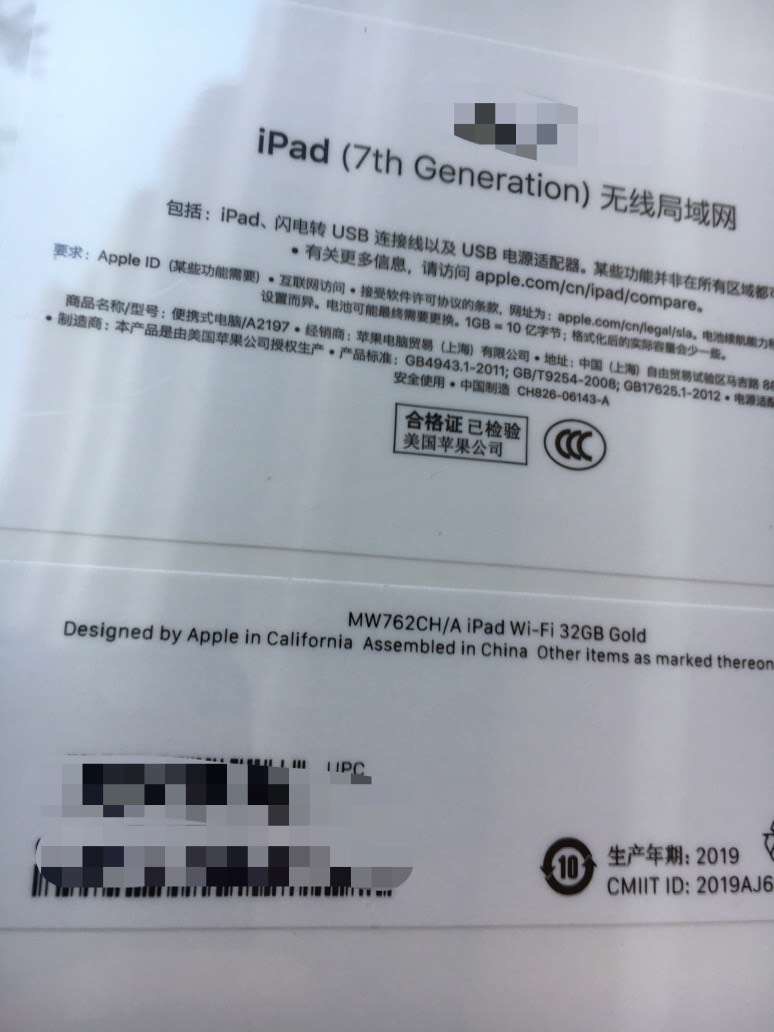 iPad (7th Generation) 无线局域网
包括：iPad、闪电转 USB 连接线以及 USB 电源适配器。某些功能并非在所有区域都
• 有关更多信息，请访问 apple.com/cn/ipad/compare。
要求：Apple ID（某些功能需要）• 互联网访问 • 接受软件许可协议的条款，网址为：apple.com/cn/legal/sla。电池续航能力
设置而异。电池可能最终需要更换。1GB = 10 亿字节；格式化后的实际容量会少一些。
商品名称/型号：便携式电脑/A2197 • 经销商：苹果电脑贸易（上海）有限公司 • 地址：中国（上海）自由贸易试验区马吉路 88
• 制造商：本产品是由美国苹果公司授权生产 • 产品标准：GB4943.1-2011; GB/T9254-2008; GB17625.1-2012 • 电源适配
安全使用 • 中国制造 CH826-06143-A
合格证 已检验
美国苹果公司
CCC
MW762CH/A iPad Wi-Fi 32GB Gold
Designed by Apple in California Assembled in China Other items as marked thereon
UPC
10
生产年期: 2019
CMIIT ID: 2019AJ6